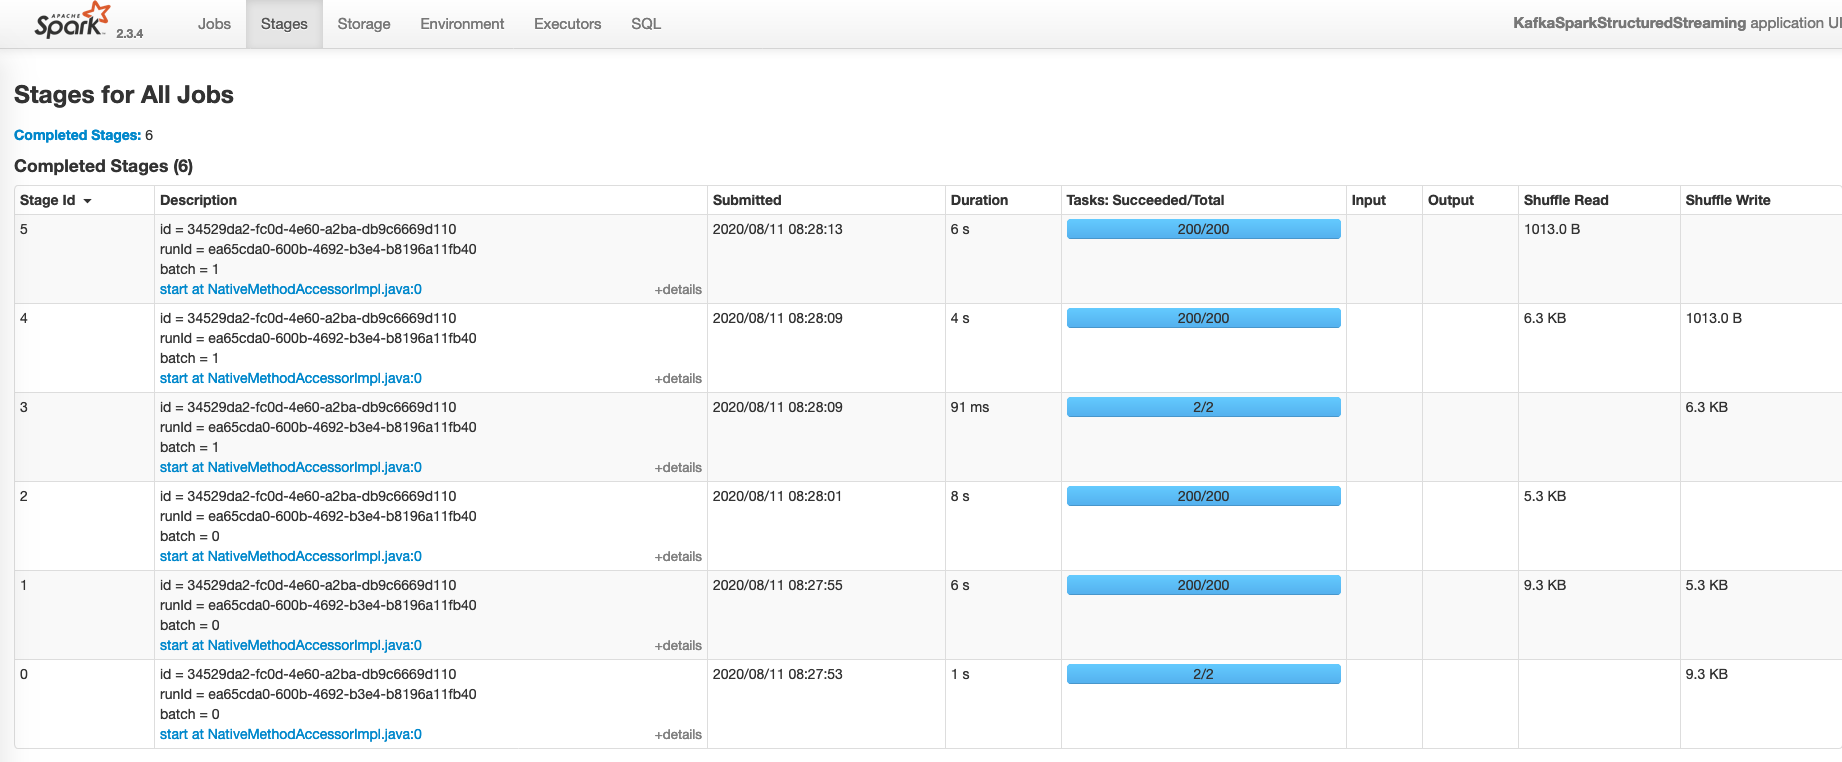 APACHE
Spark 2.3.4 Jobs Stages Storage Environment Executors SQL KafkaSparkStructuredStreaming application UI
Stages for All Jobs
Completed Stages: 6
Completed Stages (6)
Stage Id Description Submitted Duration Tasks: Succeeded/Total Input Output Shuffle Read Shuffle Write
5 id = 34529da2-fc0d-4e60-a2ba-db9c6669d110 2020/08/11 08:28:13 6 s 200/200 1013.0 B
runId = ea65cda0-600b-4692-b3e4-b8196a11fb40
batch = 1
start at NativeMethodAccessorImpl.java:0 +details
4 id = 34529da2-fc0d-4e60-a2ba-db9c6669d110 2020/08/11 08:28:09 4 s 200/200 6.3 KB 1013.0 B
runId = ea65cda0-600b-4692-b3e4-b8196a11fb40
batch = 1
start at NativeMethodAccessorImpl.java:0 +details
3 id = 34529da2-fc0d-4e60-a2ba-db9c6669d110 2020/08/11 08:28:09 91 ms 2/2 6.3 KB
runId = ea65cda0-600b-4692-b3e4-b8196a11fb40
batch = 1
start at NativeMethodAccessorImpl.java:0 +details
2 id = 34529da2-fc0d-4e60-a2ba-db9c6669d110 2020/08/11 08:28:01 8 s 200/200 5.3 KB
runId = ea65cda0-600b-4692-b3e4-b8196a11fb40
batch = 0
start at NativeMethodAccessorImpl.java:0 +details
1 id = 34529da2-fc0d-4e60-a2ba-db9c6669d110 2020/08/11 08:27:55 6 s 200/200 9.3 KB 5.3 KB
runId = ea65cda0-600b-4692-b3e4-b8196a11fb40
batch = 0
start at NativeMethodAccessorImpl.java:0 +details
0 id = 34529da2-fc0d-4e60-a2ba-db9c6669d110 2020/08/11 08:27:53 1 s 2/2 9.3 KB
runId = ea65cda0-600b-4692-b3e4-b8196a11fb40
batch = 0
start at NativeMethodAccessorImpl.java:0 +details